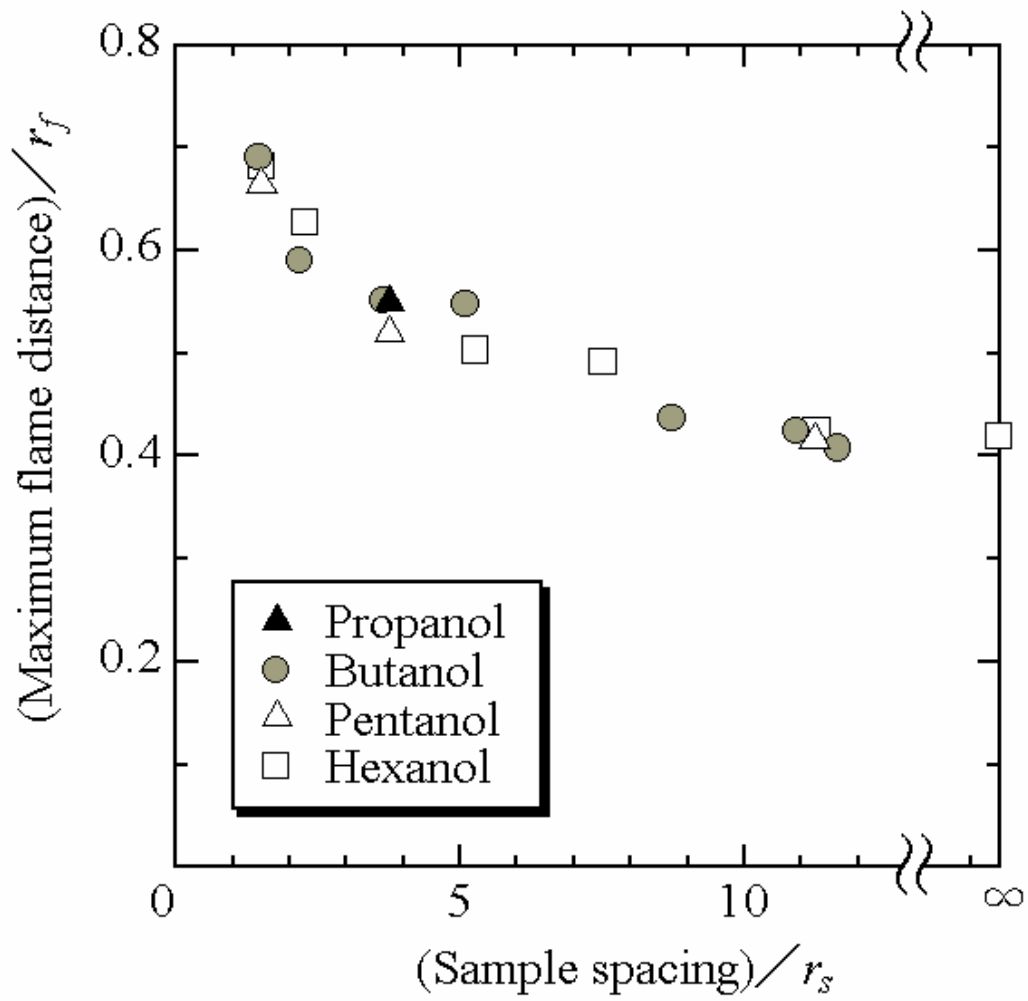 (Maximum flame distance)/r_f
0.8
0.6
0.4
0.2
0 5 10 ∞
(Sample spacing)/r_s
Propanol
Butanol
Pentanol
Hexanol